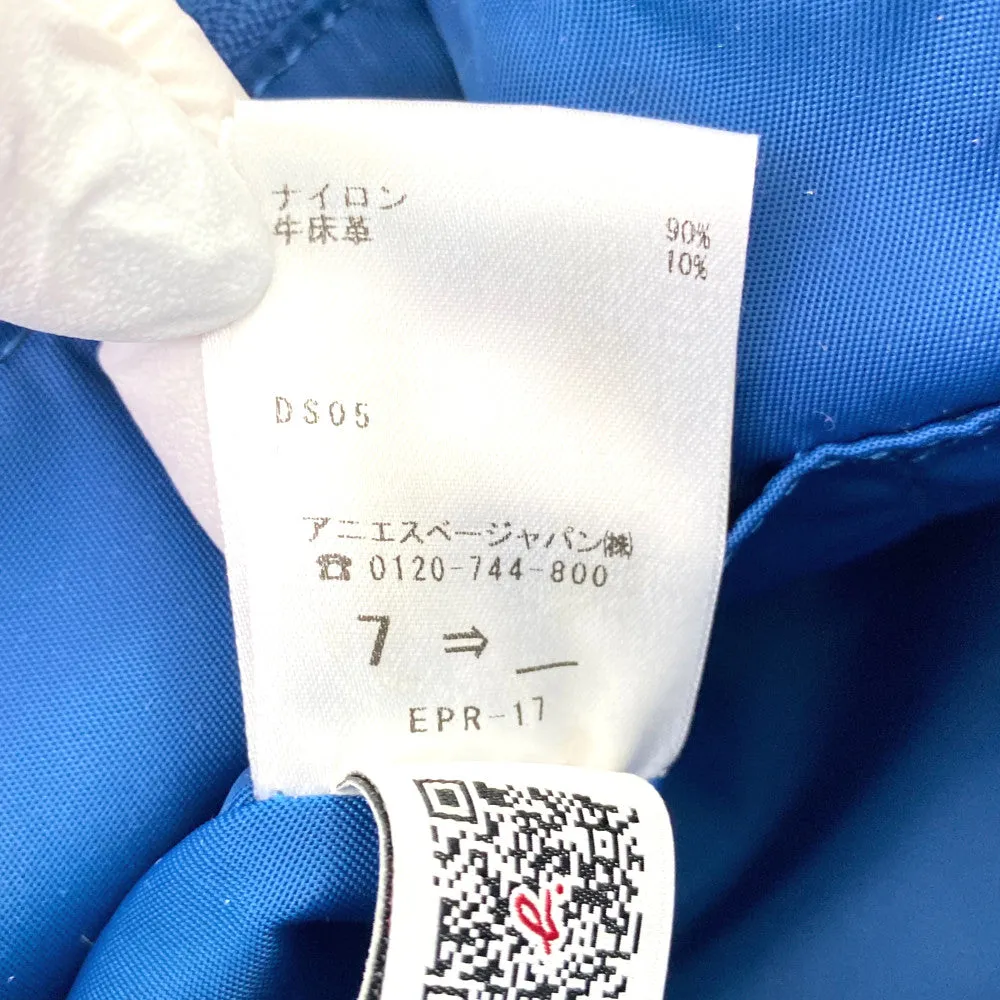 ナイロン 90%
牛床革 10%
DS05
アニエスベージャパン㈱
☎ 0120-744-800
7 ⇒ _
EPR-17
b.